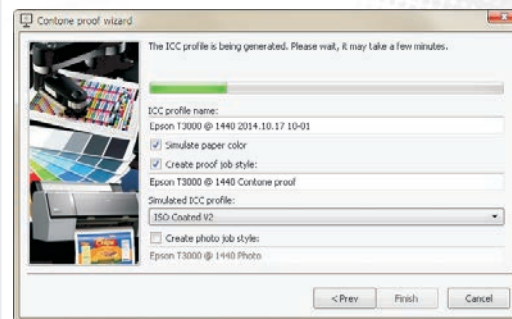 Contone proof wizard
The ICC profile is being generated. Please wait, it may take a few minutes.
ICC profile name:
Epson T3000 @ 1440 2014.10.17 10-01
Simulate paper color
Create proof job style:
Epson T3000 @ 1440 Contone proof
Simulated ICC profile:
ISO Coated V2
Create photo job style:
Epson T3000 @ 1440 Photo
< Prev
Finish
Cancel